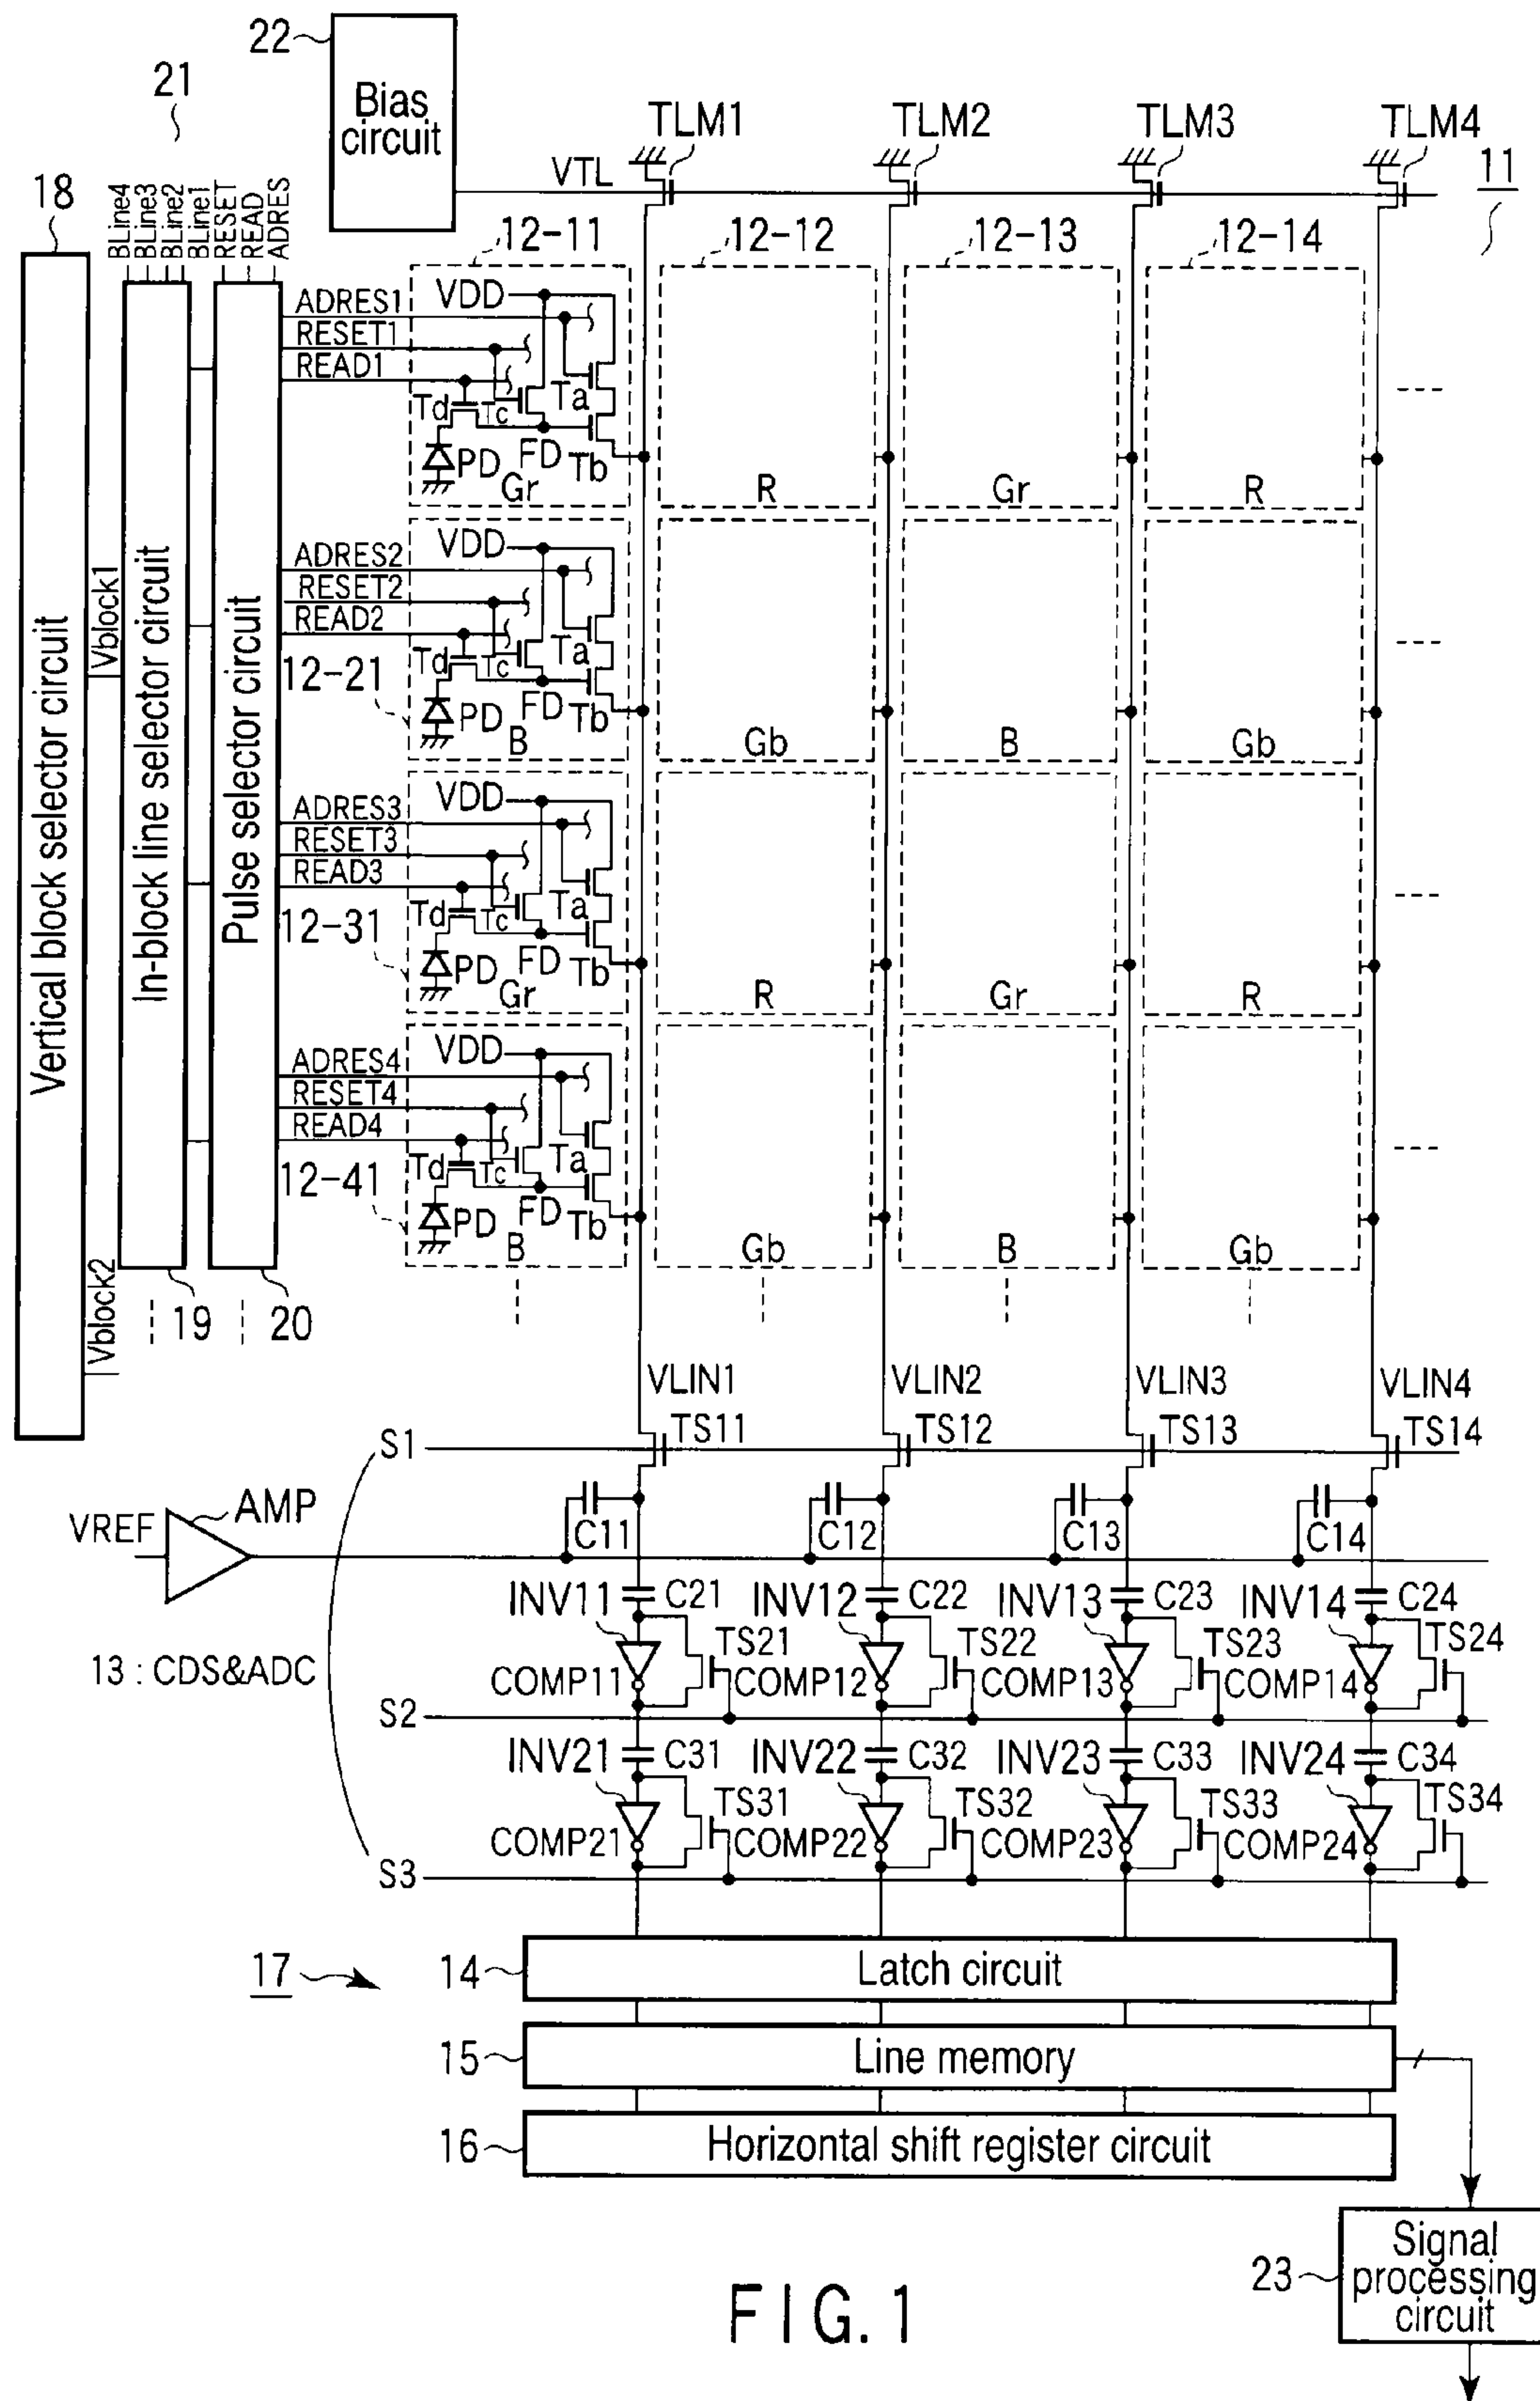 22
21
Bias
circuit
TLM1
TLM2
TLM3
TLM4
11
VTL
18
BLine4
BLine3
BLine2
BLine1
RESET
READ
ADRES
12-11
12-12
12-13
12-14
Vertical block selector circuit
Vblock1
Vblock2
In-block line selector circuit
Pulse selector circuit
19
20
ADRES1
RESET1
READ1
VDD
Td
Tc
Ta
PD
FD
Tb
Gr
R
Gr
R
ADRES2
RESET2
READ2
12-21
VDD
Td
Tc
Ta
PD
FD
Tb
B
Gb
B
Gb
ADRES3
RESET3
READ3
12-31
VDD
Td
Tc
Ta
PD
FD
Tb
Gr
R
Gr
R
ADRES4
RESET4
READ4
12-41
VDD
Td
Tc
Ta
PD
FD
Tb
B
Gb
B
Gb
VLIN1
VLIN2
VLIN3
VLIN4
S1
TS11
TS12
TS13
TS14
VREF
AMP
C11
C12
C13
C14
INV11
C21
INV12
C22
INV13
C23
INV14
C24
13 : CDS&ADC
COMP11
TS21
COMP12
TS22
COMP13
TS23
COMP14
TS24
S2
INV21
C31
INV22
C32
INV23
C33
INV24
C34
COMP21
TS31
COMP22
TS32
COMP23
TS33
COMP24
TS34
S3
17
14
Latch circuit
15
Line memory
16
Horizontal shift register circuit
23
Signal
processing
circuit
FIG. 1